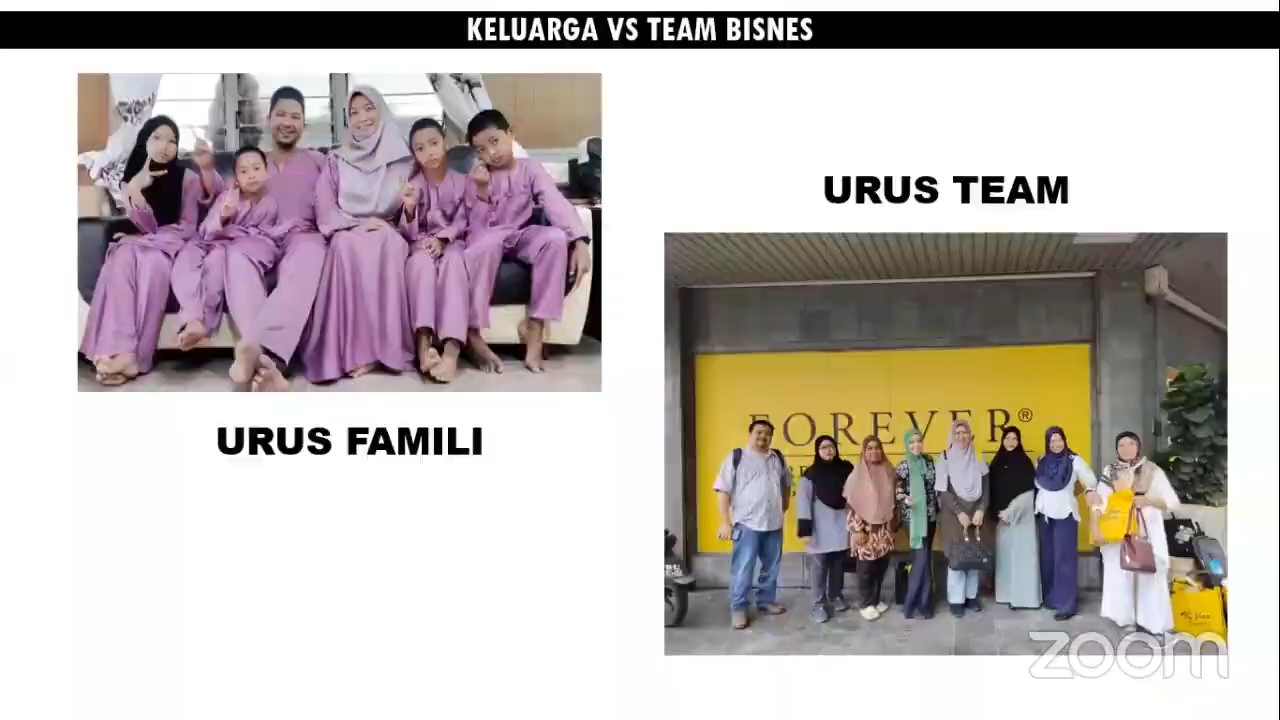 KELUARGA VS TEAM BISNES
URUS FAMILI
URUS TEAM
FOREVER®
zoom